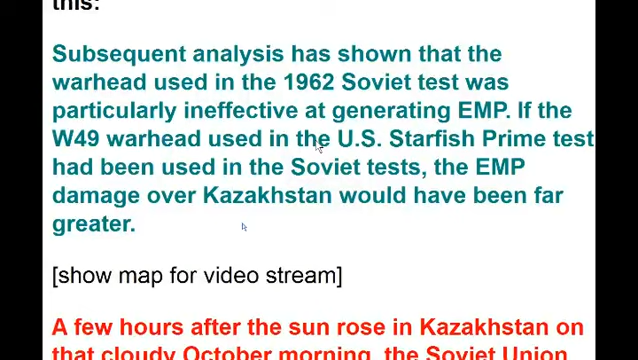 this:
Subsequent analysis has shown that the
warhead used in the 1962 Soviet test was
particularly ineffective at generating EMP. If the
W49 warhead used in the U.S. Starfish Prime test
had been used in the Soviet tests, the EMP
damage over Kazakhstan would have been far
greater.
[show map for video stream]
A few hours after the sun rose in Kazakhstan on
that cloudy October morning, the Soviet Union